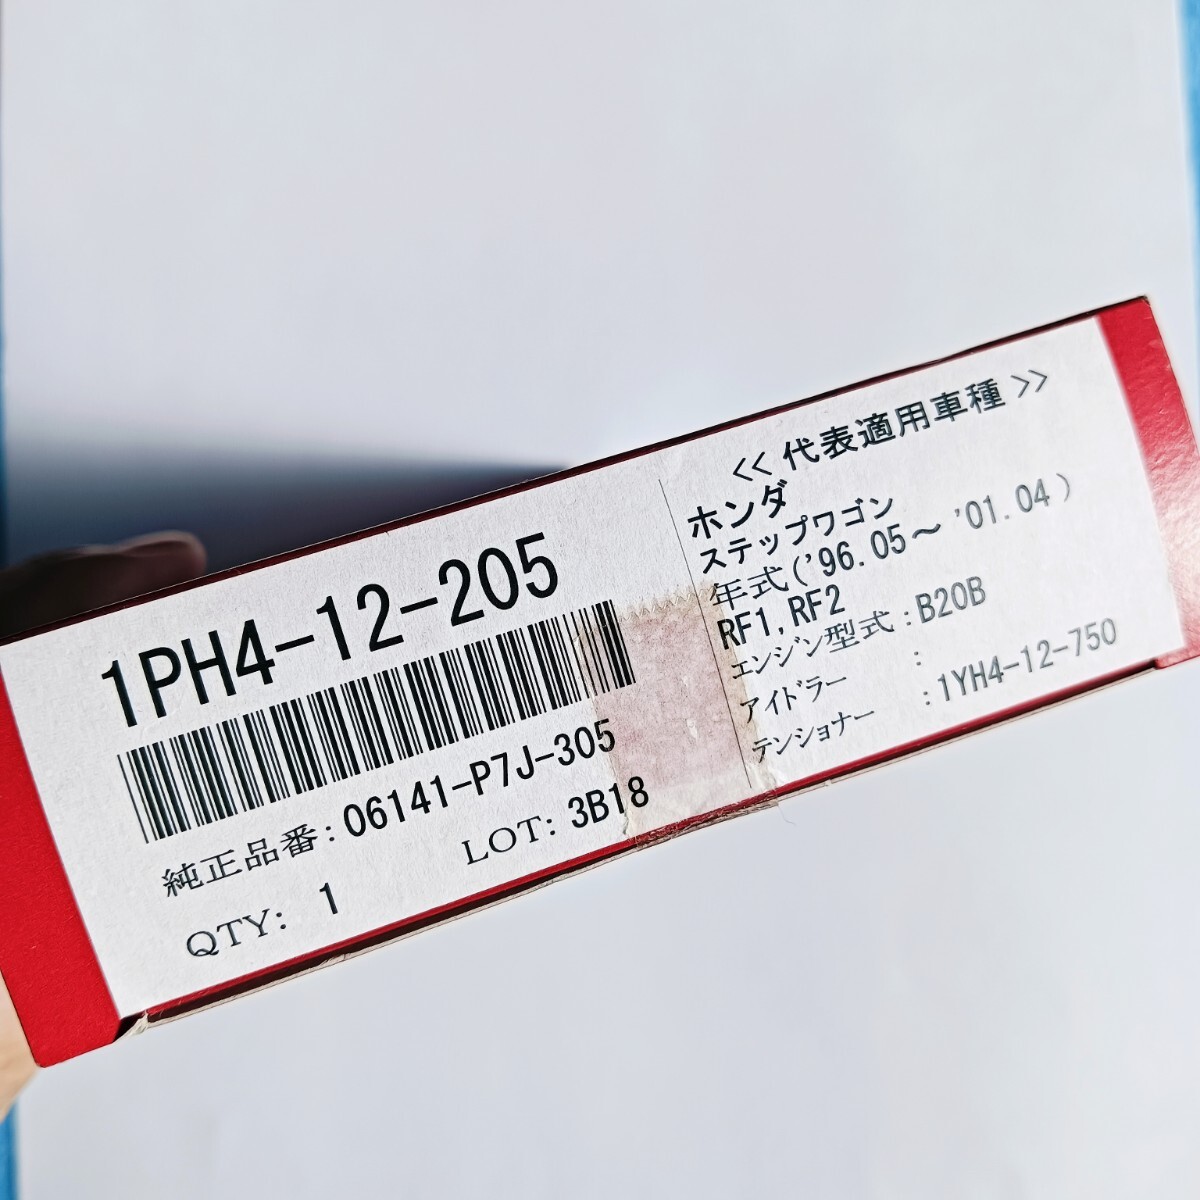 1PH4-12-205
純正品番: 06141-P7J-305
LOT: 3B18
QTY: 1
<< 代表適用車種 >>
ホンダ
ステップワゴン
年式('96.05～'01.04)
RF1, RF2
エンジン型式 : B20B
アイドラー :
テンショナー : 1YH4-12-750